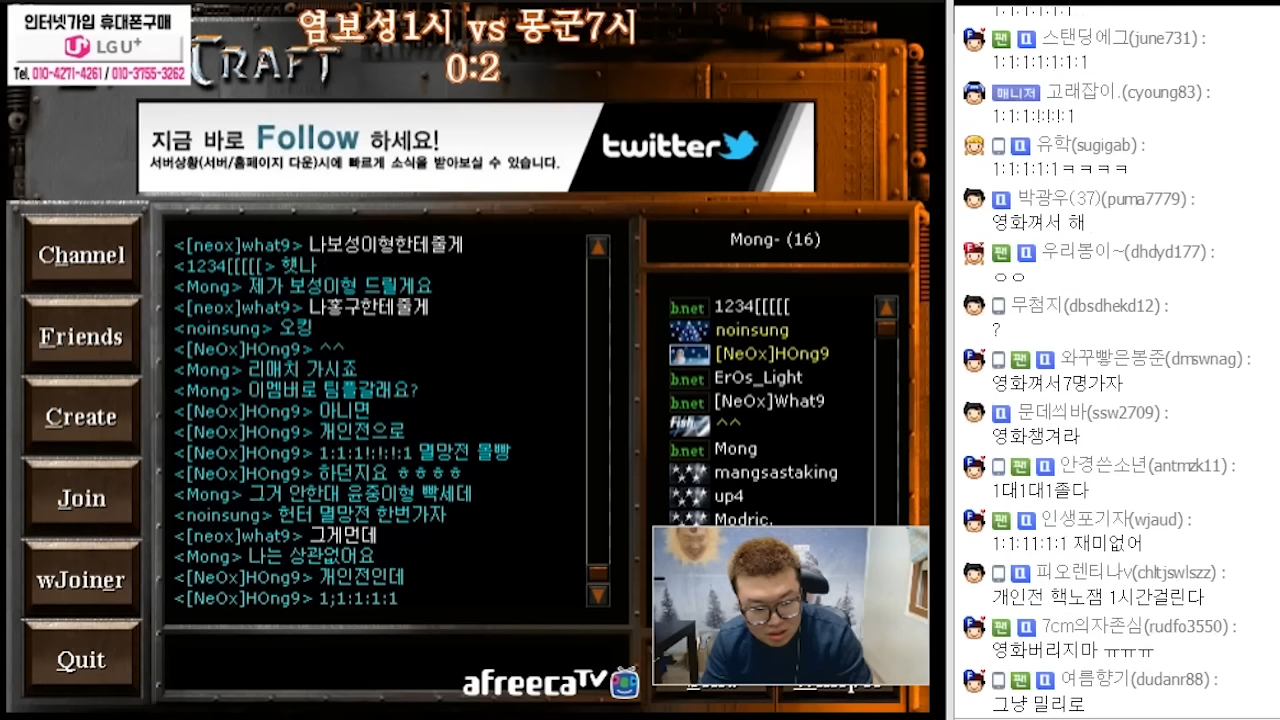 인터넷가입 휴대폰구매
LG U+
Tel. 010-4271-4261 / 010-3755-3262
염보성1시 vs 몽군7시
0:2
CRAFT
지금 바로 Follow 하세요!
서버상황(서버/홈페이지 다운)시에 빠르게 소식을 받아보실 수 있습니다.
twitter
Channel
Friends
Create
Join
wJoiner
Quit
<[neox]what9> 나보성이형한테줄게
<1234[[[[[> 햇나
<Mong> 제가 보성이형 드릴게요
<[neox]what9> 나홍구한테줄게
<noinsung> 오킹
<[NeOx]HOng9> ^^
<Mong> 리매치 가시죠
<Mong> 이멤버로 팀플갈래요?
<[NeOx]HOng9> 아니면
<[NeOx]HOng9> 개인전으로
<[NeOx]HOng9> 1:1:1!:!:!:1 멸망전 몰빵
<[NeOx]HOng9> 하던지요 ㅎㅎㅎㅎ
<Mong> 그거 안한대 윤중이형 빡세데
<noinsung> 헌터 멸망전 한번가자
<[neox]what9> 그게먼데
<Mong> 나는 상관없어요
<[NeOx]HOng9> 개인전인데
<[NeOx]HOng9> 1;1:1:1:1
Mong- (16)
b.net 1234[[[[[
noinsung
[NeOx]HOng9
b.net ErOs_Light
b.net [NeOx]What9
Fish ^^
b.net Mong
mangsastaking
up4
Modric.
afreecaTV
1:1:1:1:1:1
팬 스탠딩에그(june731) :
1:1:1:1:1:1:1
매니저 고래잡이.(cyoung83) :
1:1:1:!:!:!:1
유학(sugigab) :
1:1:1:1:1ㅋㅋㅋㅋ
박광우(37)(puma7779) :
영화껴서 해
팬 우리봉이~(dhdyd177) :
ㅇㅇ
무첨지(dbsdhekd12) :
?
팬 와꾸빻은봉준(dmswnag) :
영화껴서7명가자
문데씌바(ssw2709) :
영화챙겨라
팬 안경쓴소년(antmzk11) :
1대1대1졸다
팬 인생포기자(wjaud) :
1:1:11:1:1 재미없어
피오렌티나v(chltjswlszz) :
개인전 핵노잼 1시간걸린다
팬 7cm의자존심(rudfo3550) :
영화버리지마 ㅠㅠㅠ
팬 여름향기(dudanr88) :
그냥 밀리로